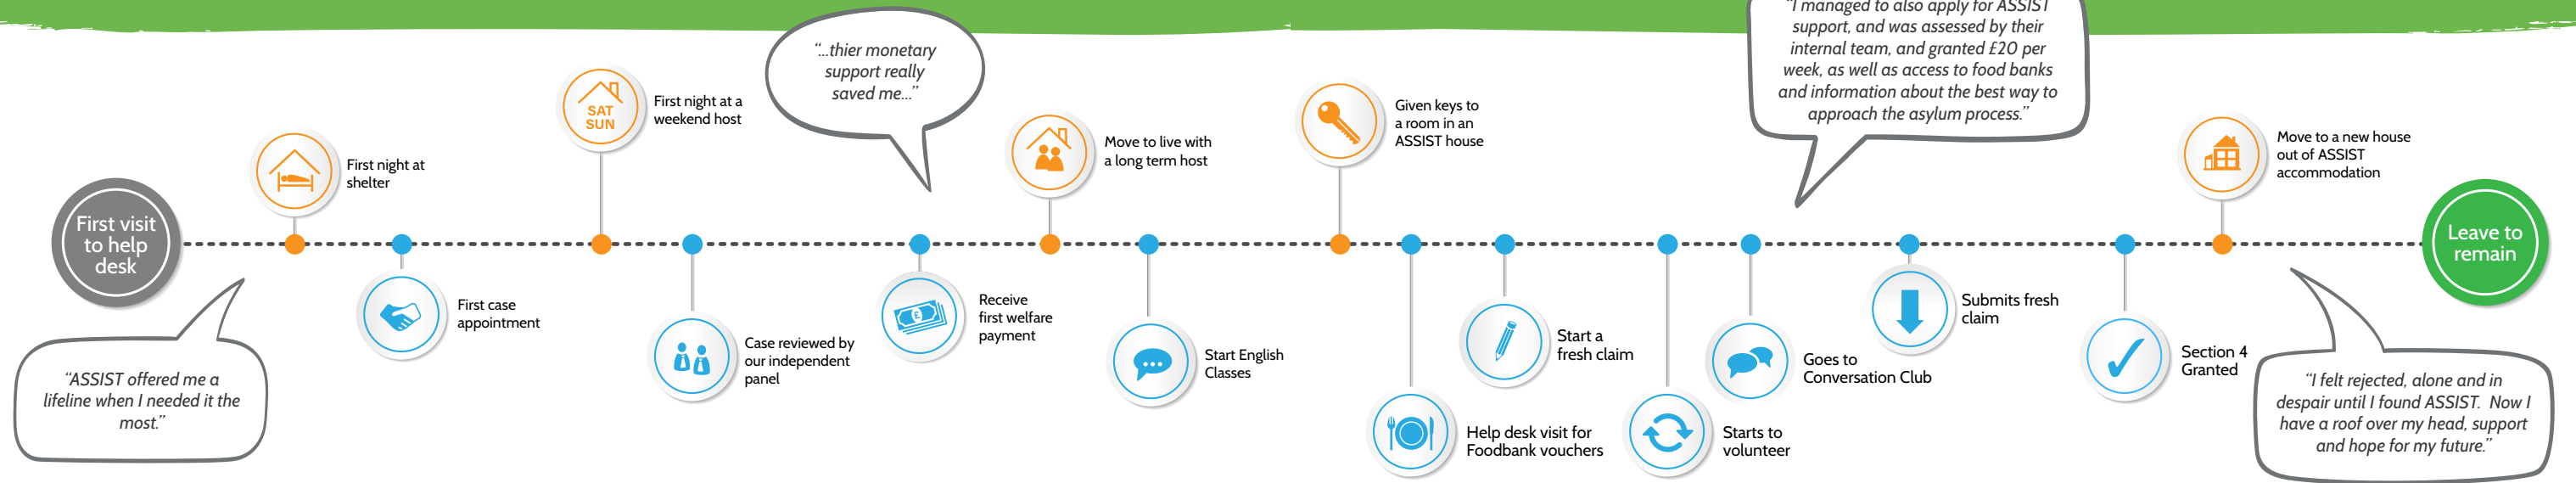 First visit
to help
desk
“ASSIST offered me a
lifeline when I needed it the
most.”
First night at
shelter
First case
appointment
SAT
SUN
First night at a
weekend host
Case reviewed by
our independent
panel
“...thier monetary
support really
saved me...”
Receive
first welfare
payment
Move to live with
a long term host
Start English
Classes
Given keys to
a room in an
ASSIST house
Help desk visit for
Foodbank vouchers
Start a
fresh claim
Starts to
volunteer
Goes to
Conversation Club
“I managed to also apply for ASSIST
support, and was assessed by their
internal team, and granted £20 per
week, as well as access to food banks
and information about the best way to
approach the asylum process.”
Submits fresh
claim
Section 4
Granted
Move to a new house
out of ASSIST
accommodation
“I felt rejected, alone and in
despair until I found ASSIST.  Now I
have a roof over my head, support
and hope for my future.”
Leave to
remain